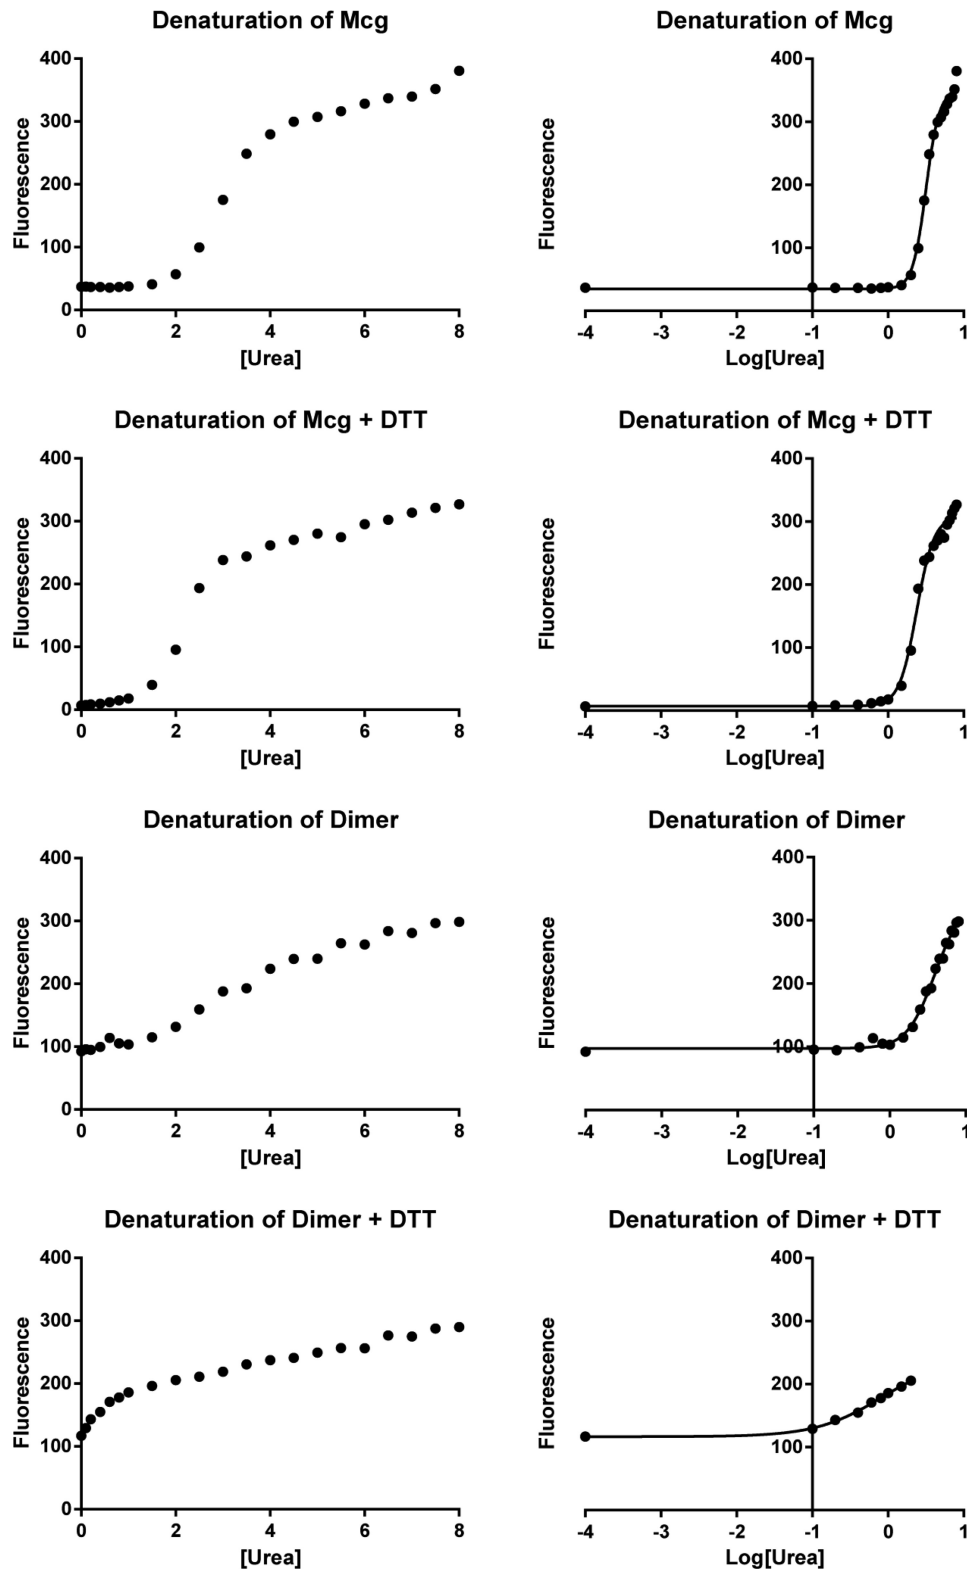 Denaturation of Mcg
400
300
200
100
0
Fluorescence
0 2 4 6 8
[Urea]
Denaturation of Mcg
400
300
200
100
Fluorescence
-4 -3 -2 -1 0 1
Log[Urea]
Denaturation of Mcg + DTT
400
300
200
100
0
Fluorescence
0 2 4 6 8
[Urea]
Denaturation of Mcg + DTT
400
300
200
100
Fluorescence
-4 -3 -2 -1 0 1
Log[Urea]
Denaturation of Dimer
400
300
200
100
0
Fluorescence
0 2 4 6 8
[Urea]
Denaturation of Dimer
400
300
200
100
Fluorescence
-4 -3 -2 -1 0 1
Log[Urea]
Denaturation of Dimer + DTT
400
300
200
100
0
Fluorescence
0 2 4 6 8
[Urea]
Denaturation of Dimer + DTT
400
300
200
100
Fluorescence
-4 -3 -2 -1 0 1
Log[Urea]